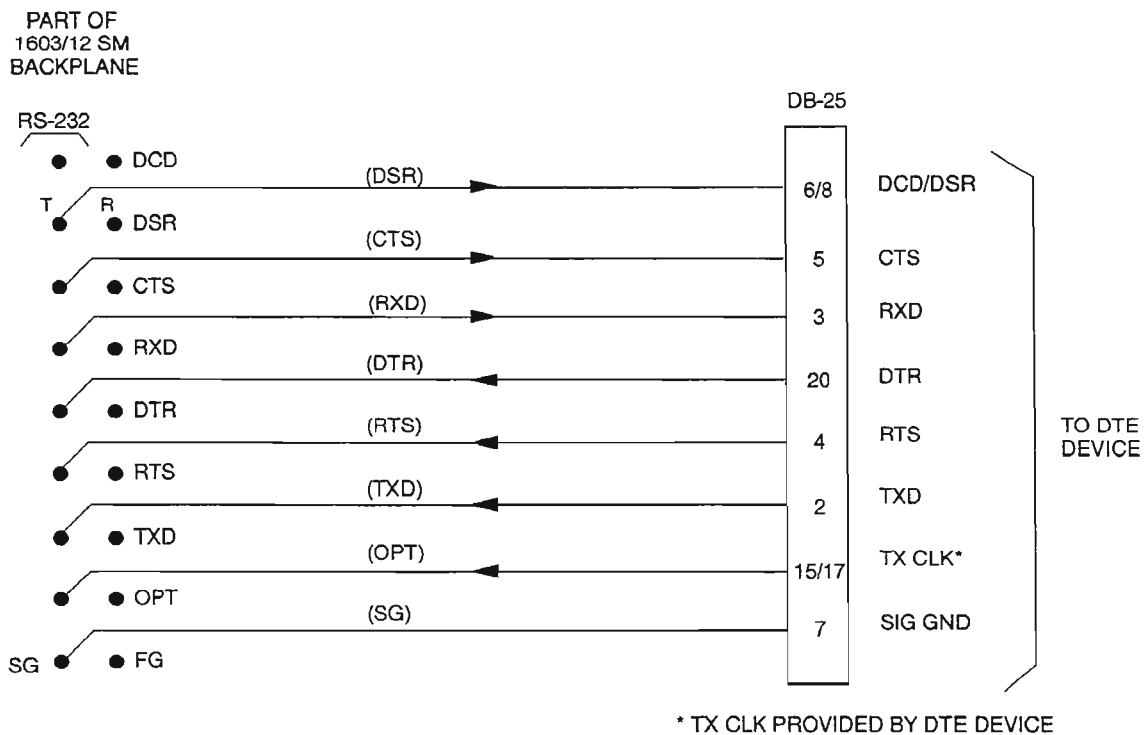 PART OF
1603/12 SM
BACKPLANE
DB-25
RS-232
DCD
(DSR)
6/8 DCD/DSR
T R DSR
(CTS)
5 CTS
CTS
(RXD)
3 RXD
RXD
(DTR)
20 DTR
DTR
(RTS)
4 RTS
TO DTE
DEVICE
RTS
(TXD)
2 TXD
TXD
(OPT)
15/17 TX CLK*
OPT
(SG)
7 SIG GND
SG FG
* TX CLK PROVIDED BY DTE DEVICE